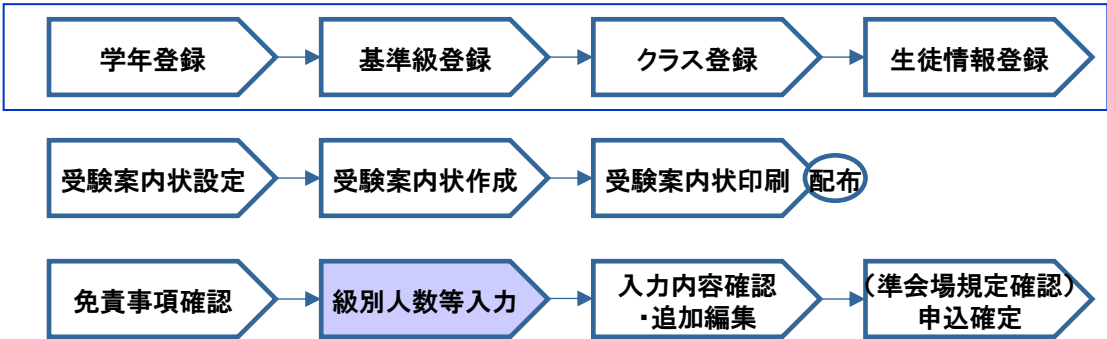 学年登録
基準級登録
クラス登録
生徒情報登録
受験案内状設定
受験案内状作成
受験案内状印刷
配布
免責事項確認
級別人数等入力
入力内容確認
・追加編集
（準会場規定確認）
申込確定